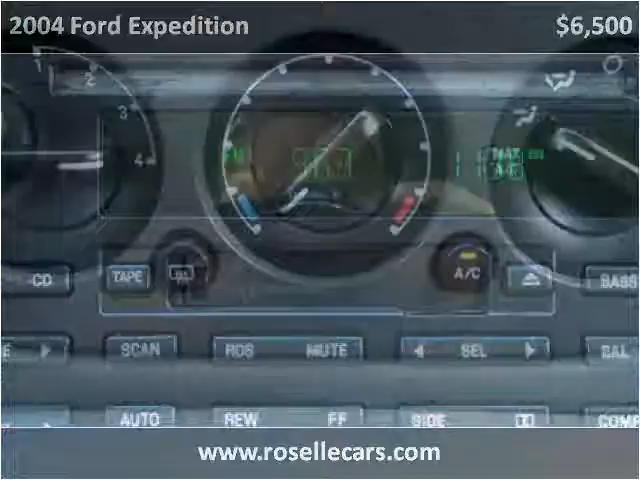 2004 Ford Expedition $6,500
1
2
3
4
MAX
A/C
CD TAPE A/C BASS
SCAN RDS MUTE SEL BAL
AUTO REW FF SIDE COMP
www.rosellecars.com